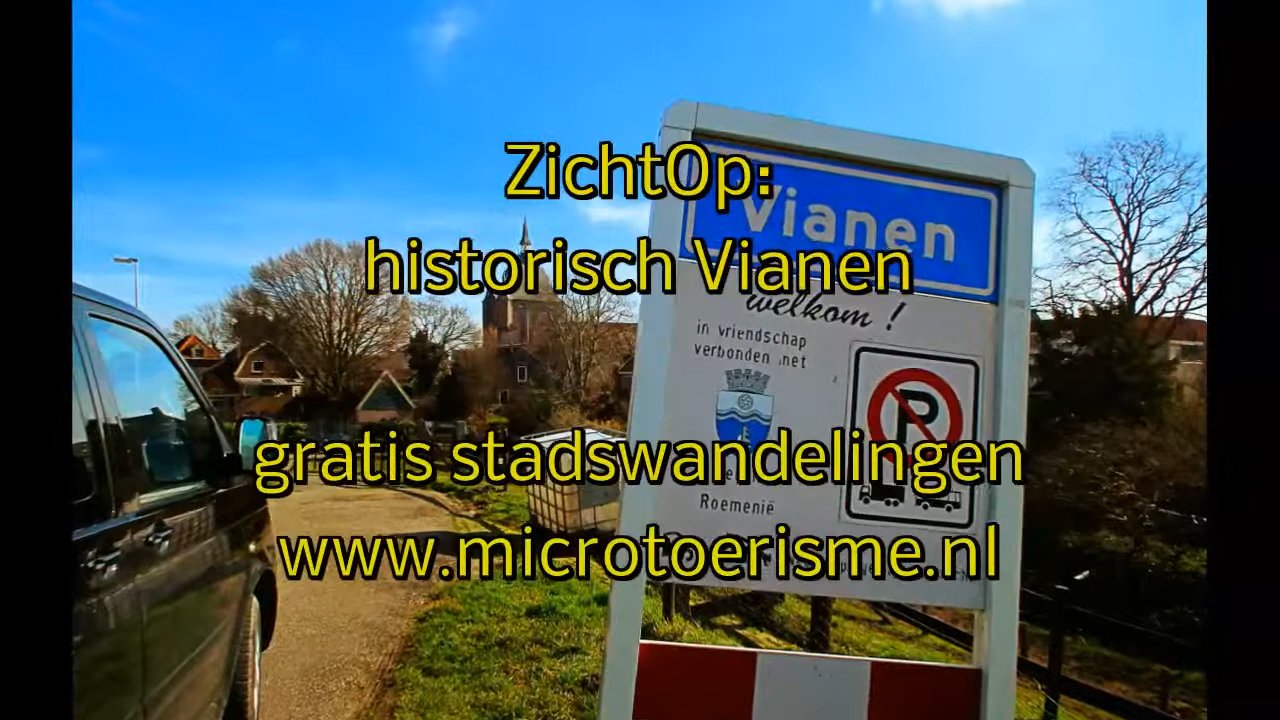 ZichtOp:
historisch Vianen
gratis stadswandelingen
www.microtoerisme.nl
Vianen
welkom!
in vriendschap
verbonden met
P
Roemenië